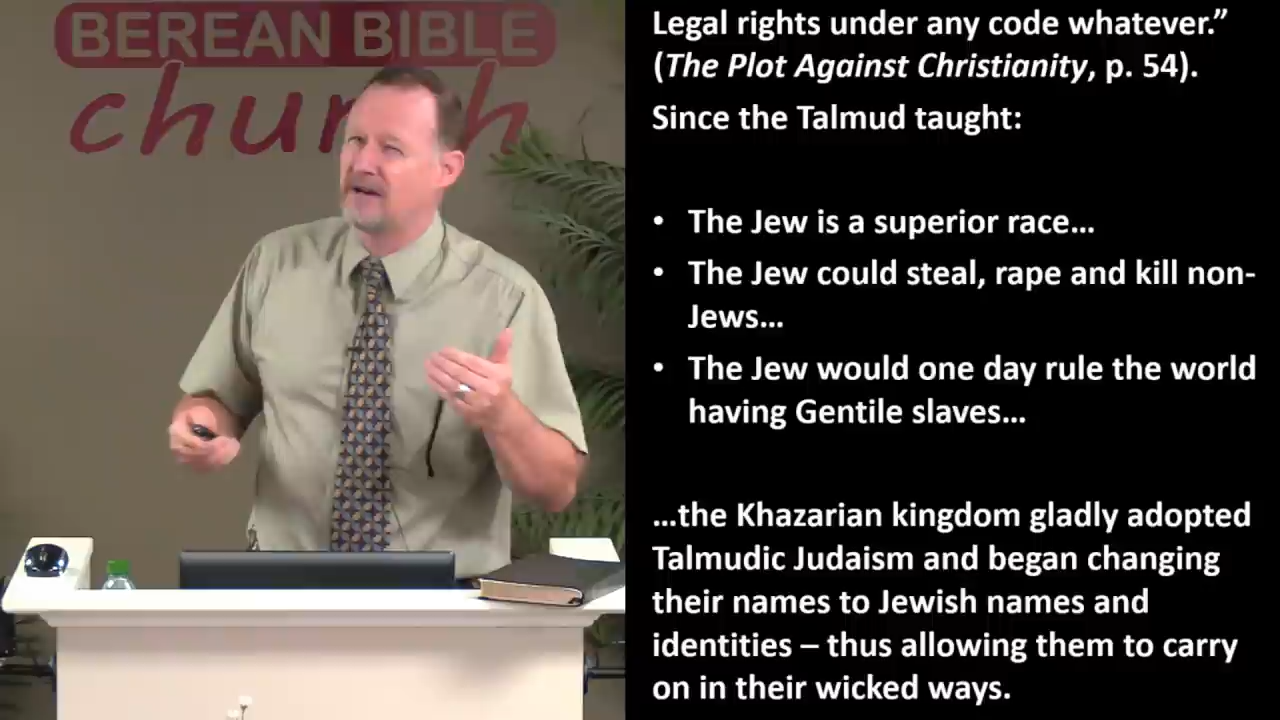 BEREAN BIBLE
church
Legal rights under any code whatever.”
(The Plot Against Christianity, p. 54).
Since the Talmud taught:
• The Jew is a superior race…
• The Jew could steal, rape and kill non-
Jews…
• The Jew would one day rule the world
having Gentile slaves…
…the Khazarian kingdom gladly adopted
Talmudic Judaism and began changing
their names to Jewish names and
identities – thus allowing them to carry
on in their wicked ways.